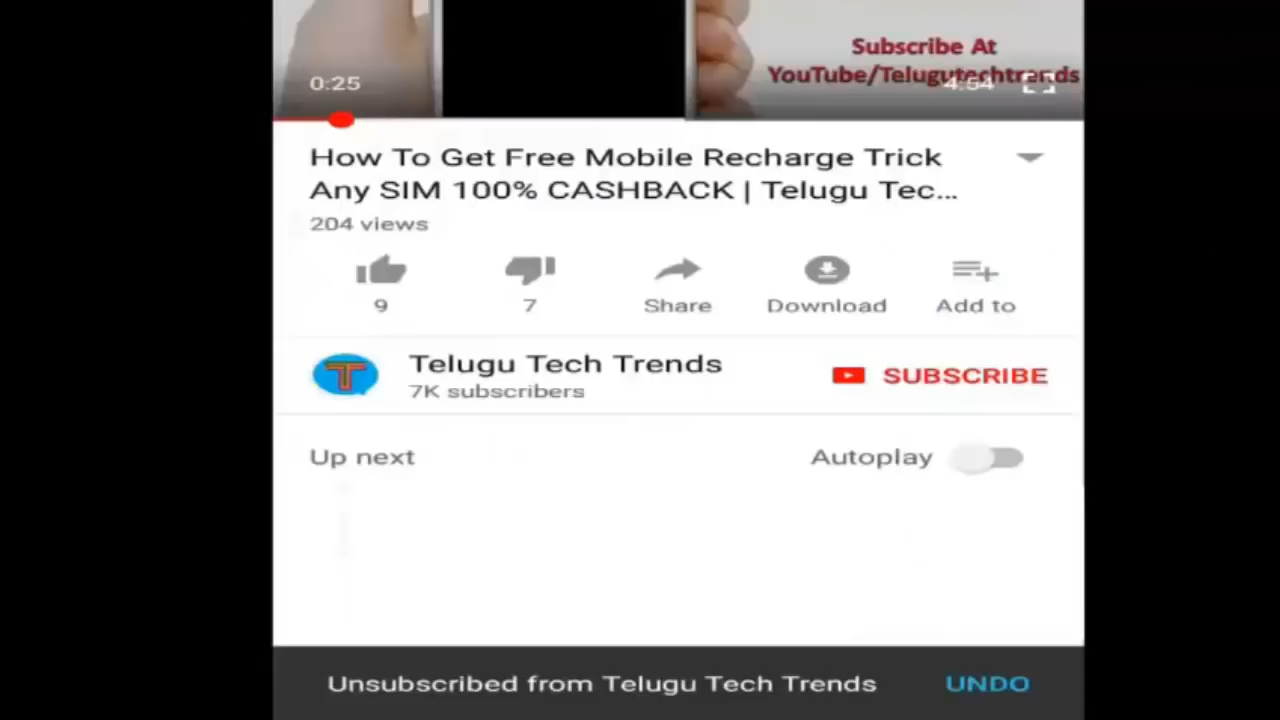 Subscribe At
YouTube/Telugutechtrends
0:25
4:54
How To Get Free Mobile Recharge Trick
Any SIM 100% CASHBACK | Telugu Tec...
204 views
9
7
Share
Download
Add to
T
Telugu Tech Trends
7K subscribers
SUBSCRIBE
Up next
Autoplay
Unsubscribed from Telugu Tech Trends
UNDO